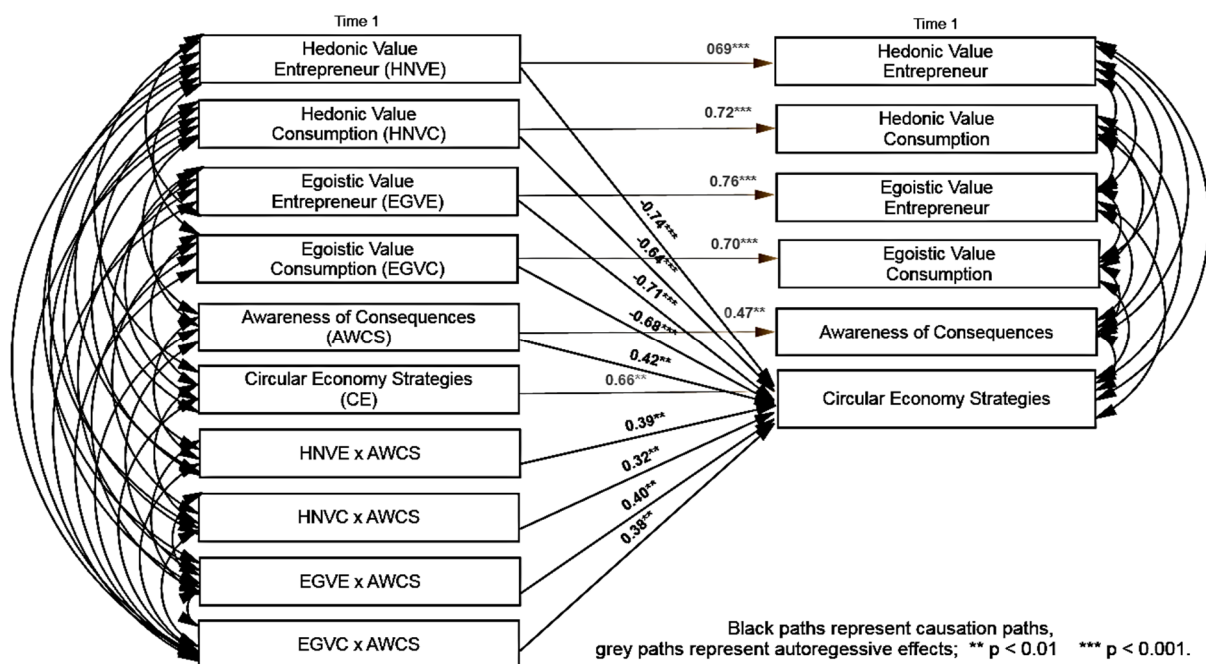 Time 1
Hedonic Value
Entrepreneur (HNVE)
Hedonic Value
Consumption (HNVC)
Egoistic Value
Entrepreneur (EGVE)
Egoistic Value
Consumption (EGVC)
Awareness of Consequences
(AWCS)
Circular Economy Strategies
(CE)
HNVE x AWCS
HNVC x AWCS
EGVE x AWCS
EGVC x AWCS
069***
0.72***
0.76***
0.70***
0.47**
0.66**
-0.74***
-0.64***
-0.71***
-0.68***
0.42**
0.39**
0.32**
0.40**
0.38**
Time 1
Hedonic Value
Entrepreneur
Hedonic Value
Consumption
Egoistic Value
Entrepreneur
Egoistic Value
Consumption
Awareness of Consequences
Circular Economy Strategies
Black paths represent causation paths,
grey paths represent autoregessive effects; ** p < 0.01 *** p < 0.001.